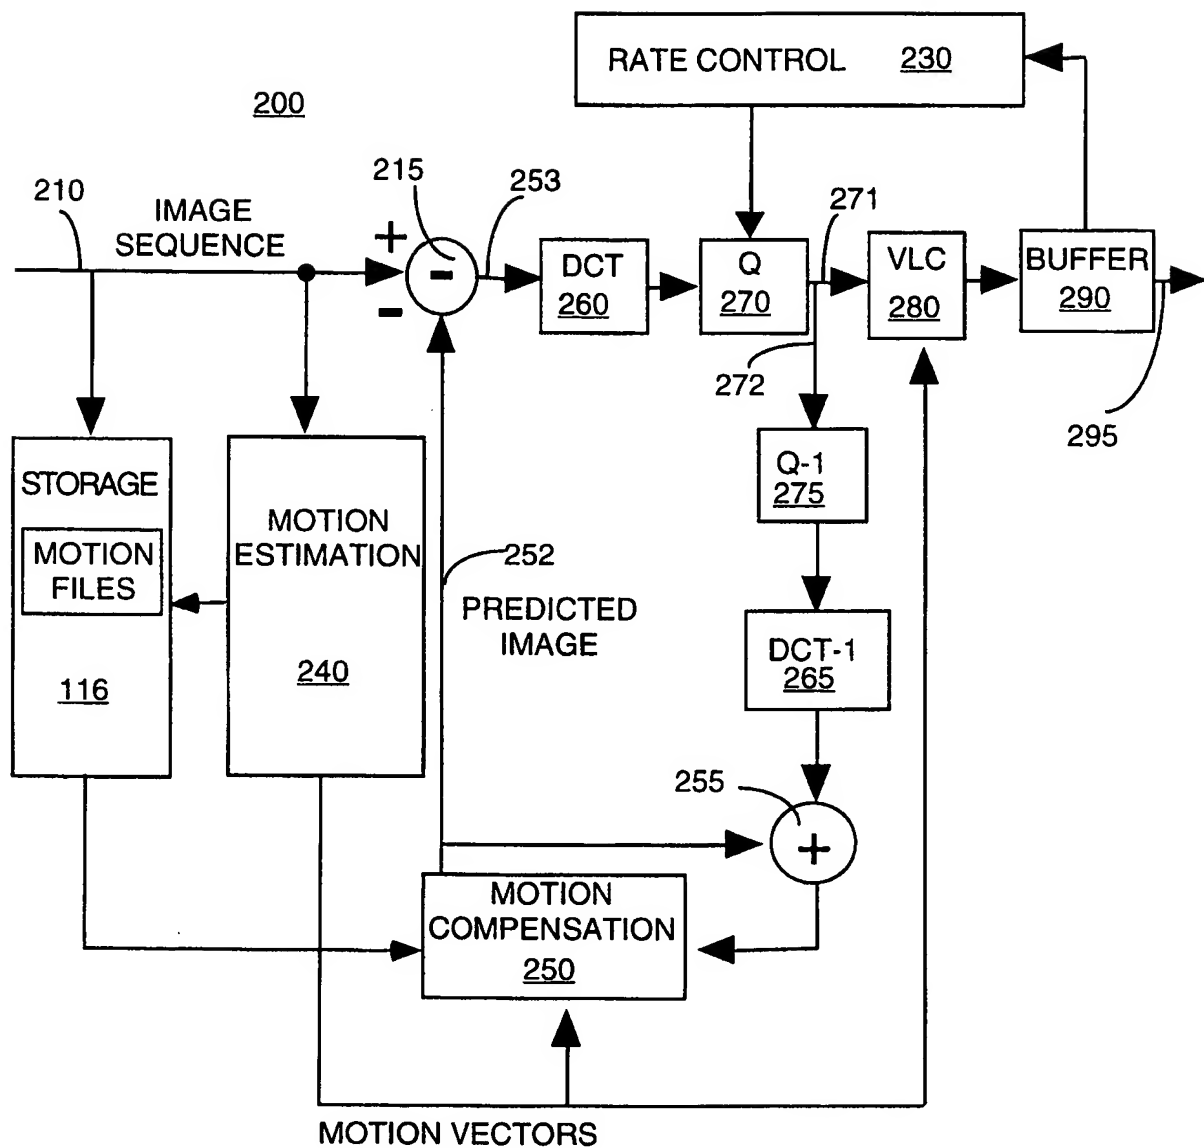 RATE CONTROL 230
200
210
215
253
271
IMAGE
SEQUENCE
+
-
-
DCT
260
Q
270
VLC
280
BUFFER
290
272
295
STORAGE
MOTION
FILES
116
MOTION
ESTIMATION
240
252
PREDICTED
IMAGE
Q-1
275
DCT-1
265
255
+
MOTION
COMPENSATION
250
MOTION VECTORS